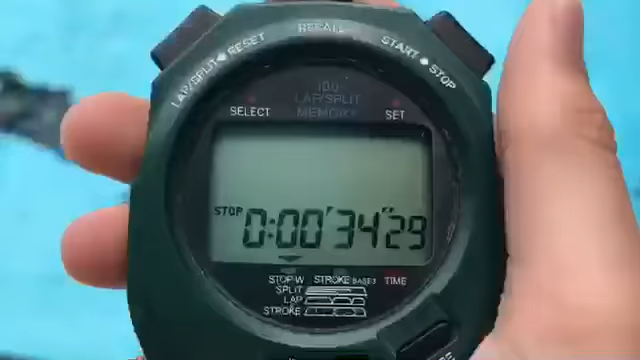 RECALL
LAP/SPLIT◀RESET
START●STOP
100
LAP/SPLIT
MEMORY
SELECT
SET
STOP 0:00'34"29
STOP.W STROKE BASE3 TIME
SPLIT
LAP
STROKE